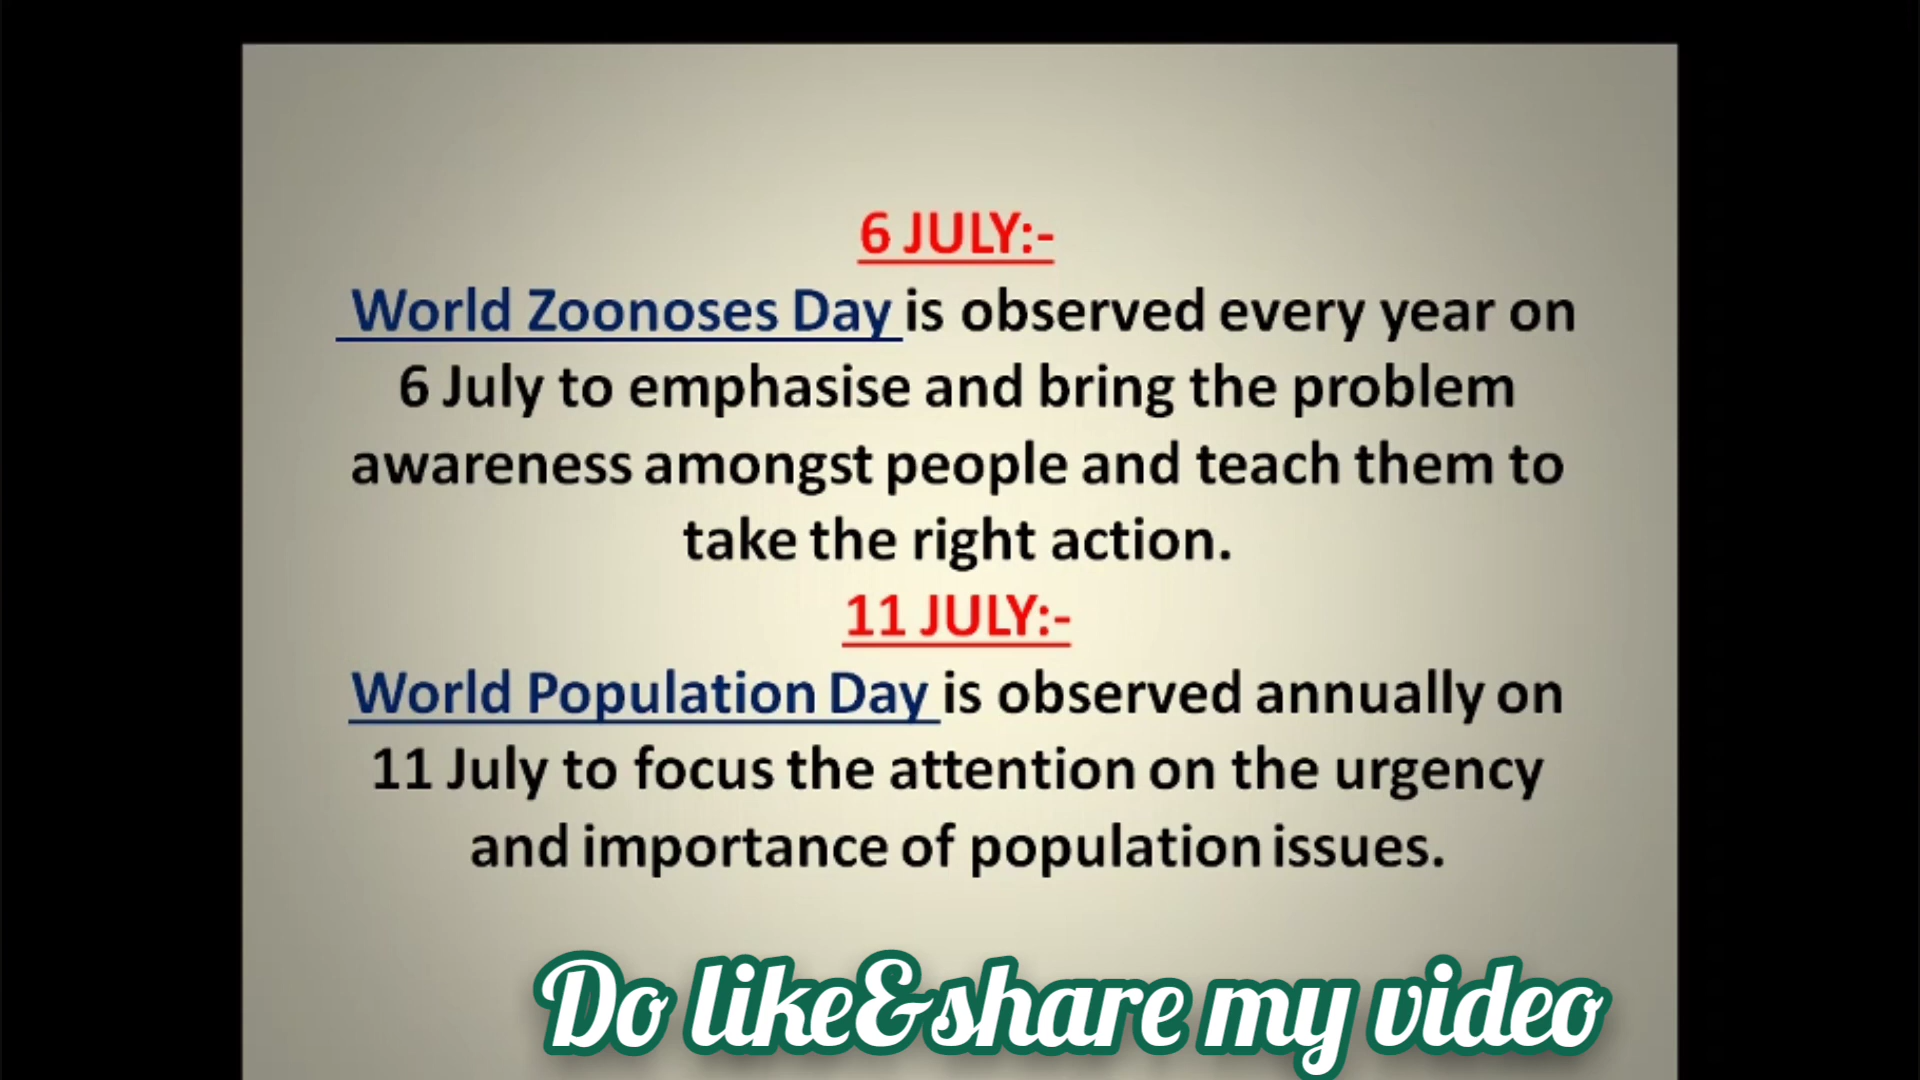 6 JULY:-
World Zoonoses Day is observed every year on
6 July to emphasise and bring the problem
awareness amongst people and teach them to
take the right action.
11 JULY:-
World Population Day is observed annually on
11 July to focus the attention on the urgency
and importance of population issues.
Do like&share my video